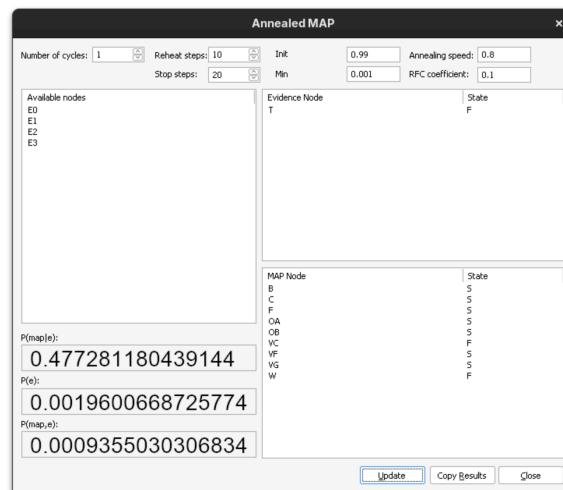 Annealed MAP ×
Number of cycles: 1 Reheat steps: 10 Init 0.99 Annealing speed: 0.8
Stop steps: 20 Min 0.001 RFC coefficient: 0.1
Available nodes
E0
E1
E2
E3
Evidence Node State
T F
MAP Node State
B S
C S
F S
OA S
OB S
VC F
VF S
VG S
W F
P(map|e):
0.477281180439144
P(e):
0.0019600668725774
P(map,e):
0.0009355030306834
Update Copy Results Close